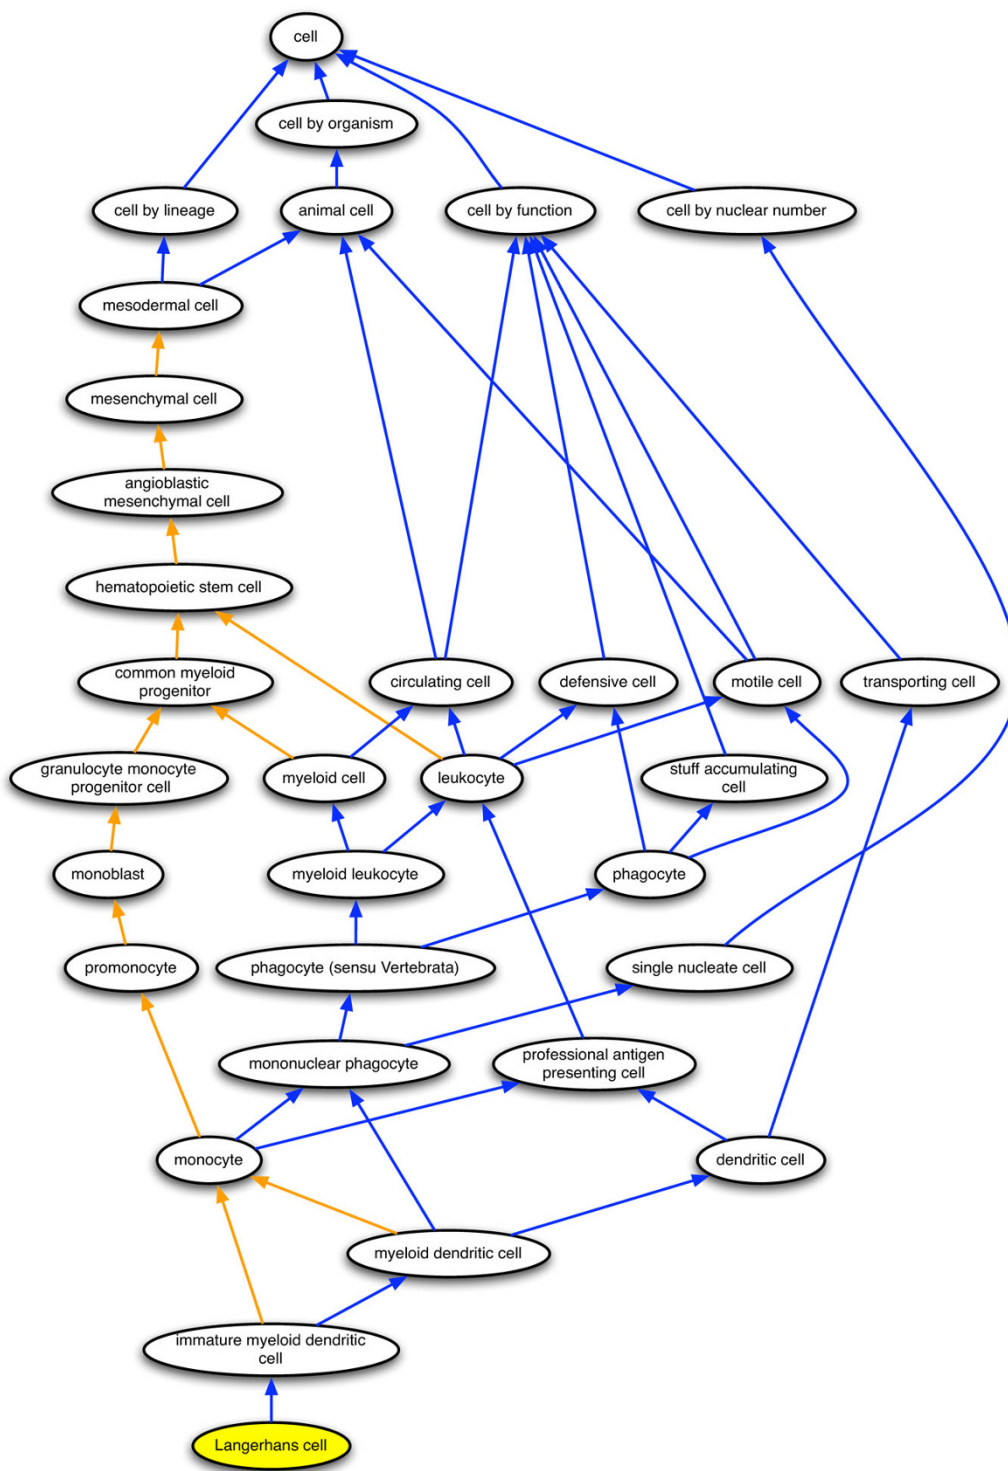 cell
cell by organism
cell by lineage
animal cell
cell by function
cell by nuclear number
mesodermal cell
mesenchymal cell
angioblastic
mesenchymal cell
hematopoietic stem cell
common myeloid
progenitor
circulating cell
defensive cell
motile cell
transporting cell
granulocyte monocyte
progenitor cell
myeloid cell
leukocyte
stuff accumulating
cell
monoblast
myeloid leukocyte
phagocyte
promonocyte
phagocyte (sensu Vertebrata)
single nucleate cell
mononuclear phagocyte
professional antigen
presenting cell
monocyte
dendritic cell
myeloid dendritic cell
immature myeloid dendritic
cell
Langerhans cell